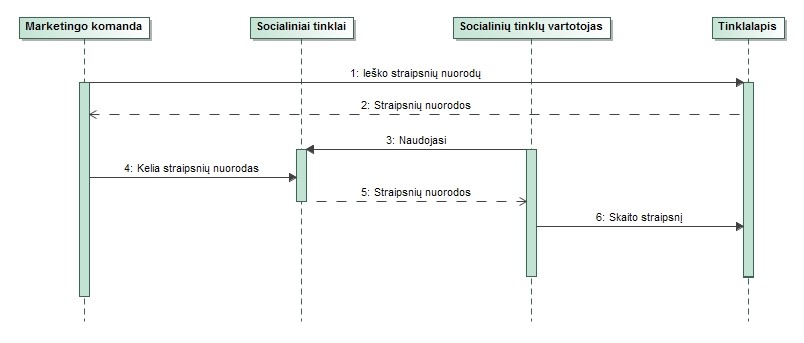 Marketingo komanda
Socialiniai tinklai
Socialinių tinklų vartotojas
Tinklalapis
1: Ieško straipsnių nuorodų
2: Straipsnių nuorodos
3: Naudojasi
4: Kelia straipsnių nuorodas
5: Straipsnių nuorodos
6: Skaito straipsnį